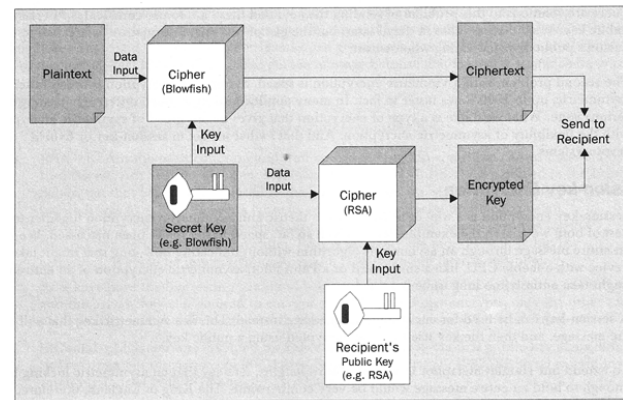 Plaintext
Data
Input
Cipher
(Blowfish)
Ciphertext
Key
Input
Send to
Recipient
Secret Key
(e.g. Blowfish)
Data
Input
Cipher
(RSA)
Encrypted
Key
Key
Input
Recipient's
Public Key
(e.g. RSA)